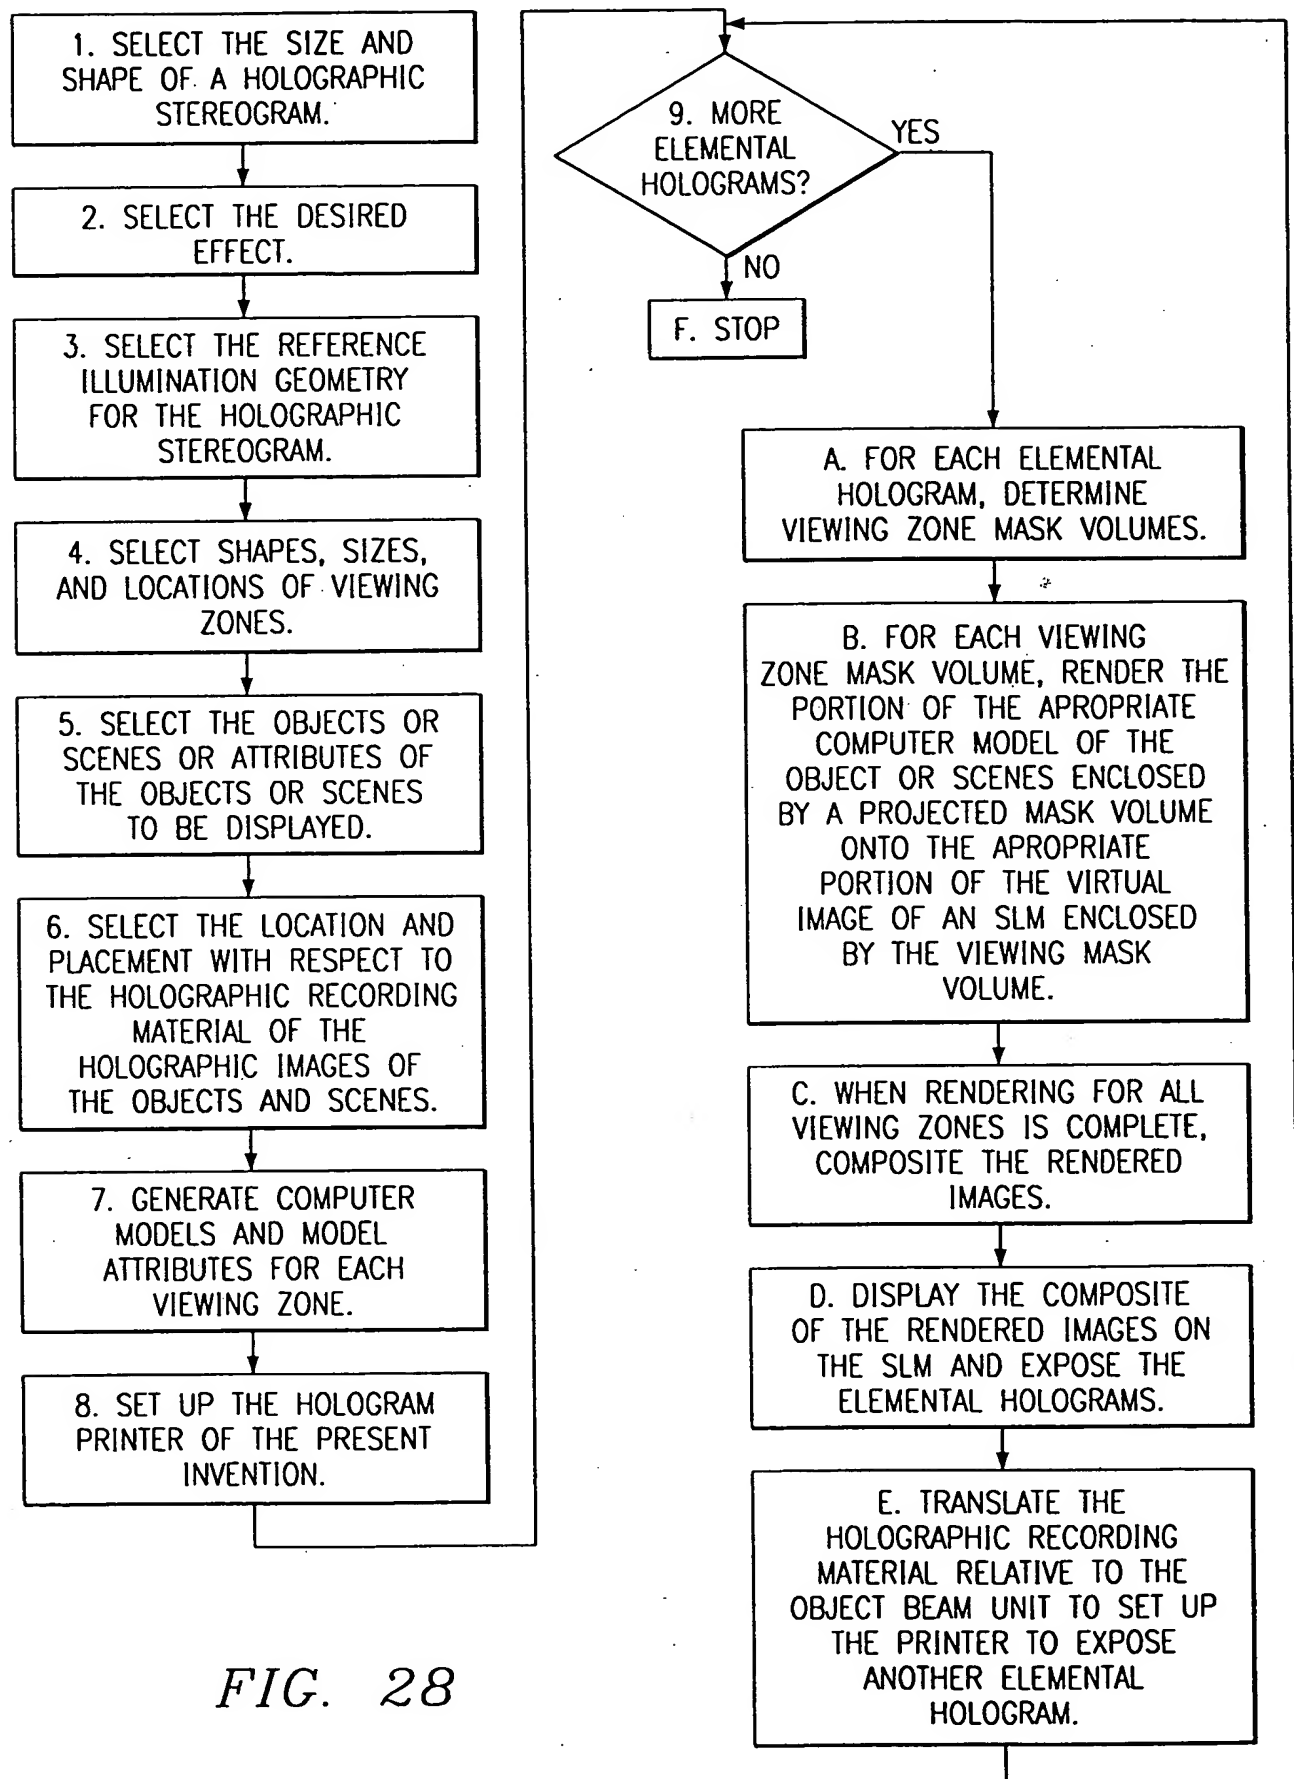 1. SELECT THE SIZE AND
SHAPE OF A HOLOGRAPHIC
STEREOGRAM.
2. SELECT THE DESIRED
EFFECT.
3. SELECT THE REFERENCE
ILLUMINATION GEOMETRY
FOR THE HOLOGRAPHIC
STEREOGRAM.
4. SELECT SHAPES, SIZES,
AND LOCATIONS OF VIEWING
ZONES.
5. SELECT THE OBJECTS OR
SCENES OR ATTRIBUTES OF
THE OBJECTS OR SCENES
TO BE DISPLAYED.
6. SELECT THE LOCATION AND
PLACEMENT WITH RESPECT TO
THE HOLOGRAPHIC RECORDING
MATERIAL OF THE
HOLOGRAPHIC IMAGES OF
THE OBJECTS AND SCENES.
7. GENERATE COMPUTER
MODELS AND MODEL
ATTRIBUTES FOR EACH
VIEWING ZONE.
8. SET UP THE HOLOGRAM
PRINTER OF THE PRESENT
INVENTION.
9. MORE
ELEMENTAL
HOLOGRAMS?
YES
NO
F. STOP
A. FOR EACH ELEMENTAL
HOLOGRAM, DETERMINE
VIEWING ZONE MASK VOLUMES.
B. FOR EACH VIEWING
ZONE MASK VOLUME, RENDER THE
PORTION OF THE APROPRIATE
COMPUTER MODEL OF THE
OBJECT OR SCENES ENCLOSED
BY A PROJECTED MASK VOLUME
ONTO THE APROPRIATE
PORTION OF THE VIRTUAL
IMAGE OF AN SLM ENCLOSED
BY THE VIEWING MASK
VOLUME.
C. WHEN RENDERING FOR ALL
VIEWING ZONES IS COMPLETE,
COMPOSITE THE RENDERED
IMAGES.
D. DISPLAY THE COMPOSITE
OF THE RENDERED IMAGES ON
THE SLM AND EXPOSE THE
ELEMENTAL HOLOGRAMS.
E. TRANSLATE THE
HOLOGRAPHIC RECORDING
MATERIAL RELATIVE TO THE
OBJECT BEAM UNIT TO SET UP
THE PRINTER TO EXPOSE
ANOTHER ELEMENTAL
HOLOGRAM.
FIG. 28